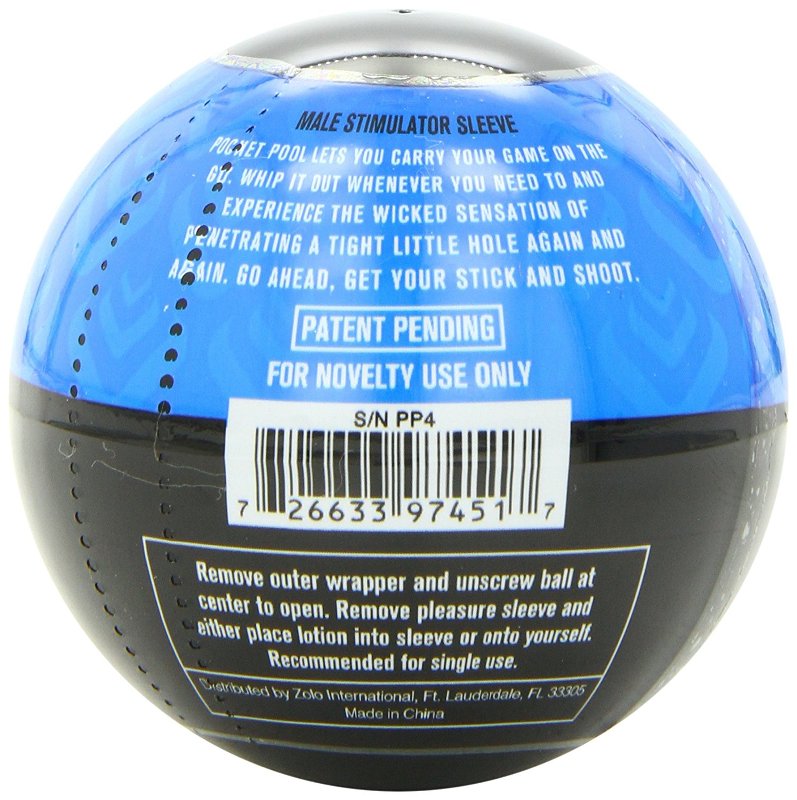 MALE STIMULATOR SLEEVE
POCKET POOL LETS YOU CARRY YOUR GAME ON THE
GO. WHIP IT OUT WHENEVER YOU NEED TO AND
EXPERIENCE THE WICKED SENSATION OF
PENETRATING A TIGHT LITTLE HOLE AGAIN AND
AGAIN. GO AHEAD, GET YOUR STICK AND SHOOT.
PATENT PENDING
FOR NOVELTY USE ONLY
S/N PP4
7 26633 97451 7
Remove outer wrapper and unscrew ball at
center to open. Remove pleasure sleeve and
either place lotion into sleeve or onto yourself.
Recommended for single use.
Distributed by Zolo International, Ft. Lauderdale, FL 33305
Made in China